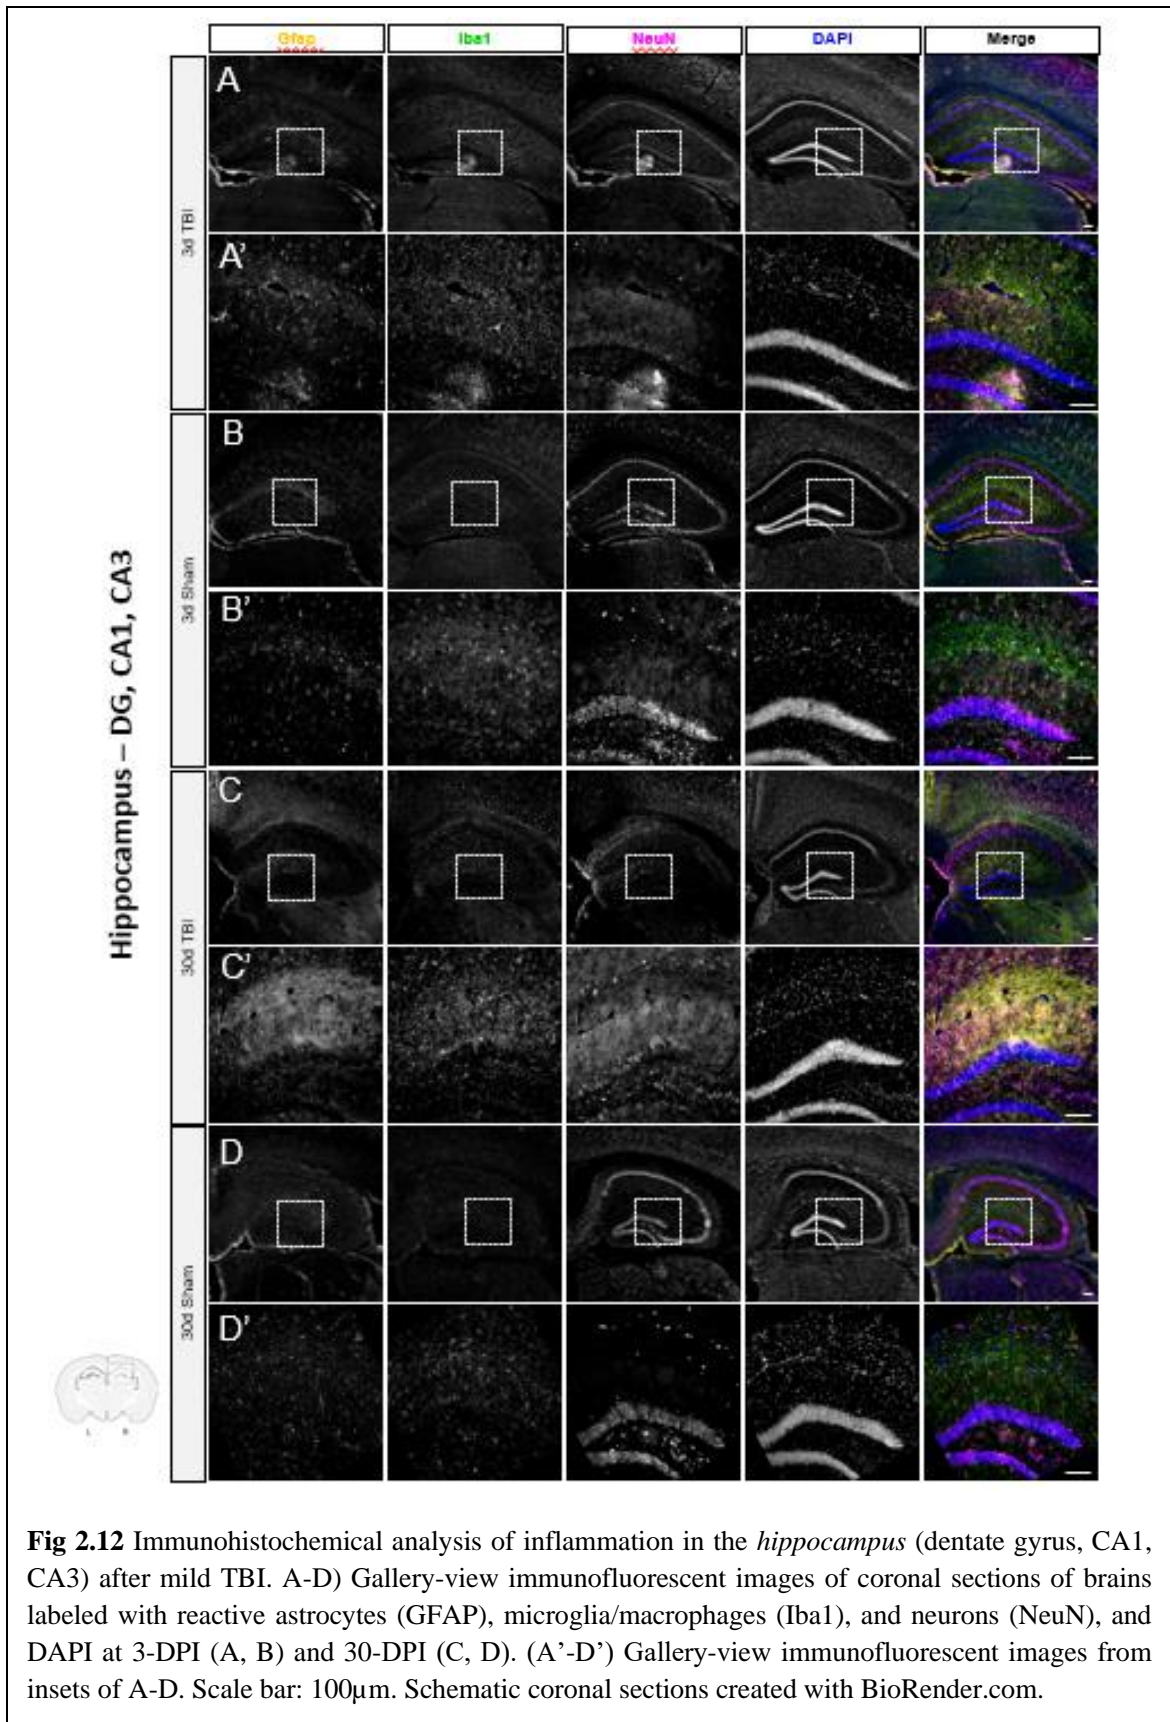 Gfap Iba1 NeuN DAPI Merge
Hippocampus – DG, CA1, CA3
3d TBI
A
A’
3d Sham
B
B’
30d TBI
C
C’
30d Sham
D
D’
L R
Fig 2.12 Immunohistochemical analysis of inflammation in the hippocampus (dentate gyrus, CA1,
CA3) after mild TBI. A-D) Gallery-view immunofluorescent images of coronal sections of brains
labeled with reactive astrocytes (GFAP), microglia/macrophages (Iba1), and neurons (NeuN), and
DAPI at 3-DPI (A, B) and 30-DPI (C, D). (A’-D’) Gallery-view immunofluorescent images from
insets of A-D. Scale bar: 100µm. Schematic coronal sections created with BioRender.com.